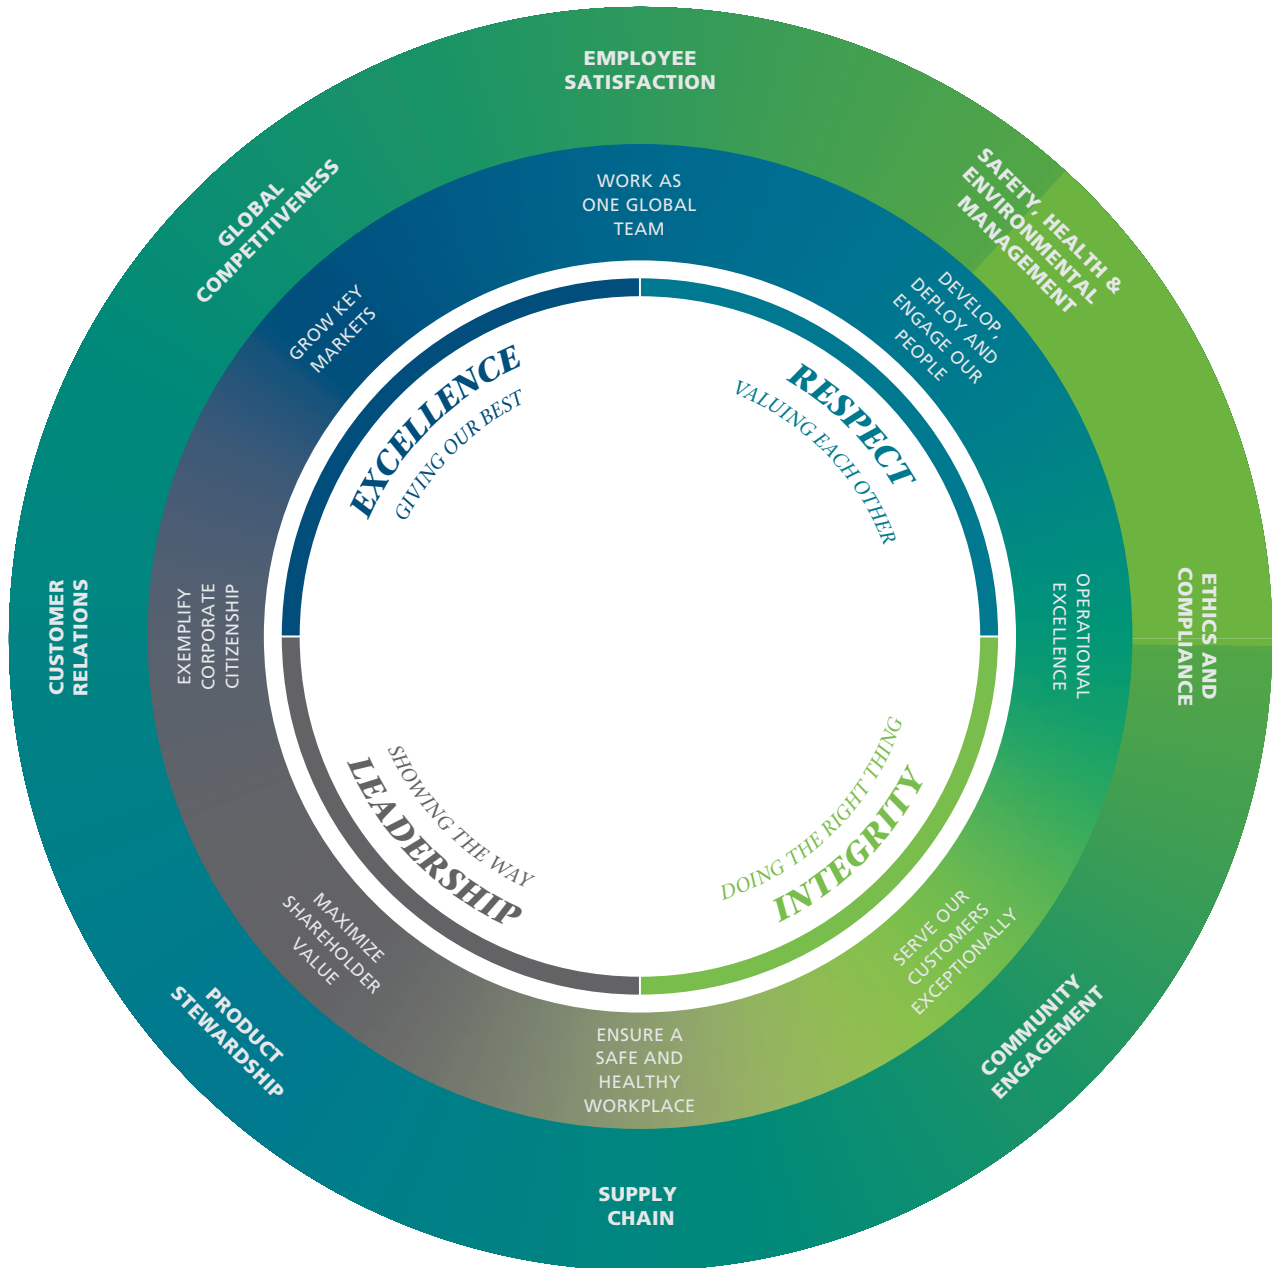 EMPLOYEE
SATISFACTION
SAFETY, HEALTH &
ENVIRONMENTAL
MANAGEMENT
ETHICS AND
COMPLIANCE
COMMUNITY
ENGAGEMENT
SUPPLY
CHAIN
PRODUCT
STEWARDSHIP
CUSTOMER
RELATIONS
GLOBAL
COMPETITIVENESS
WORK AS
ONE GLOBAL
TEAM
DEVELOP,
DEPLOY AND
ENGAGE OUR
PEOPLE
OPERATIONAL
EXCELLENCE
SERVE OUR
CUSTOMERS
EXCEPTIONALLY
ENSURE A
SAFE AND
HEALTHY
WORKPLACE
MAXIMIZE
SHAREHOLDER
VALUE
EXEMPLIFY
CORPORATE
CITIZENSHIP
GROW KEY
MARKETS
EXCELLENCE
GIVING OUR BEST
RESPECT
VALUING EACH OTHER
DOING THE RIGHT THING
INTEGRITY
SHOWING THE WAY
LEADERSHIP